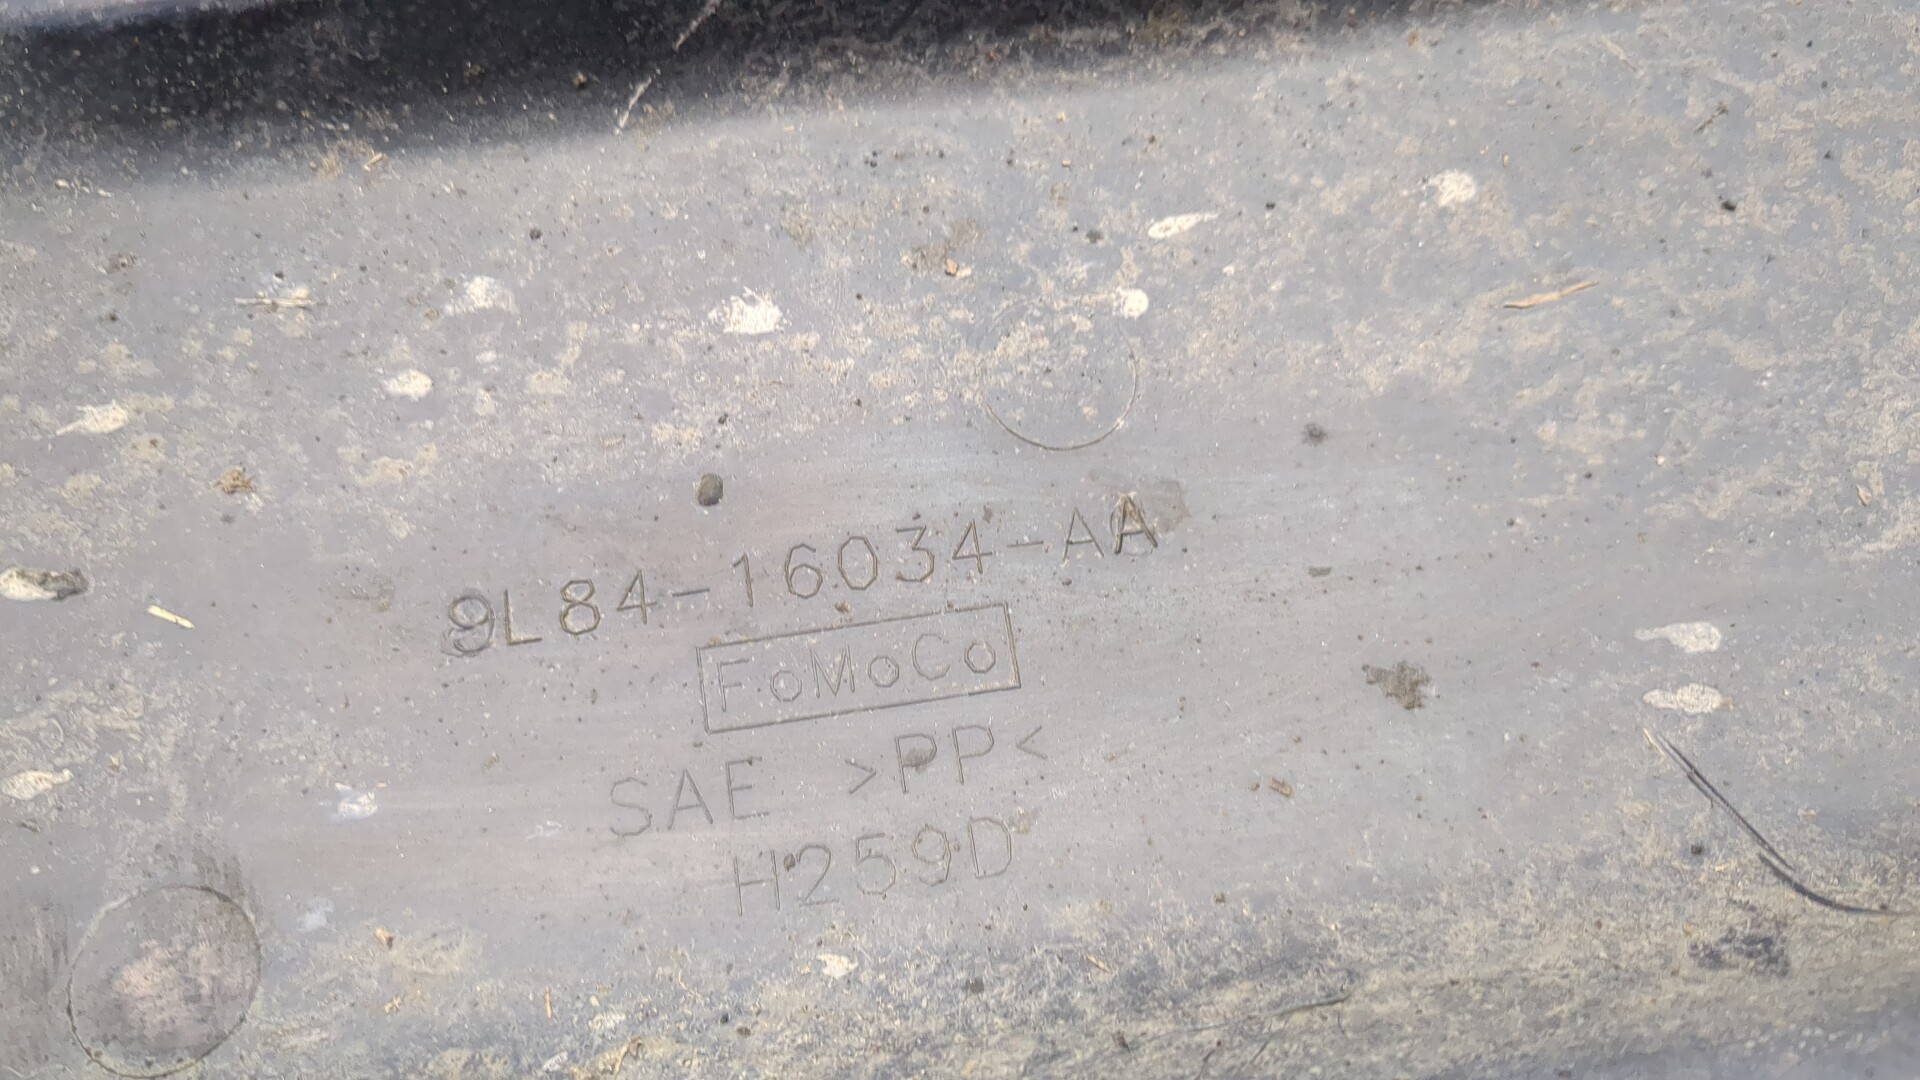 9L84-16034-AA
FoMoCo
SAE >PP<
H259D